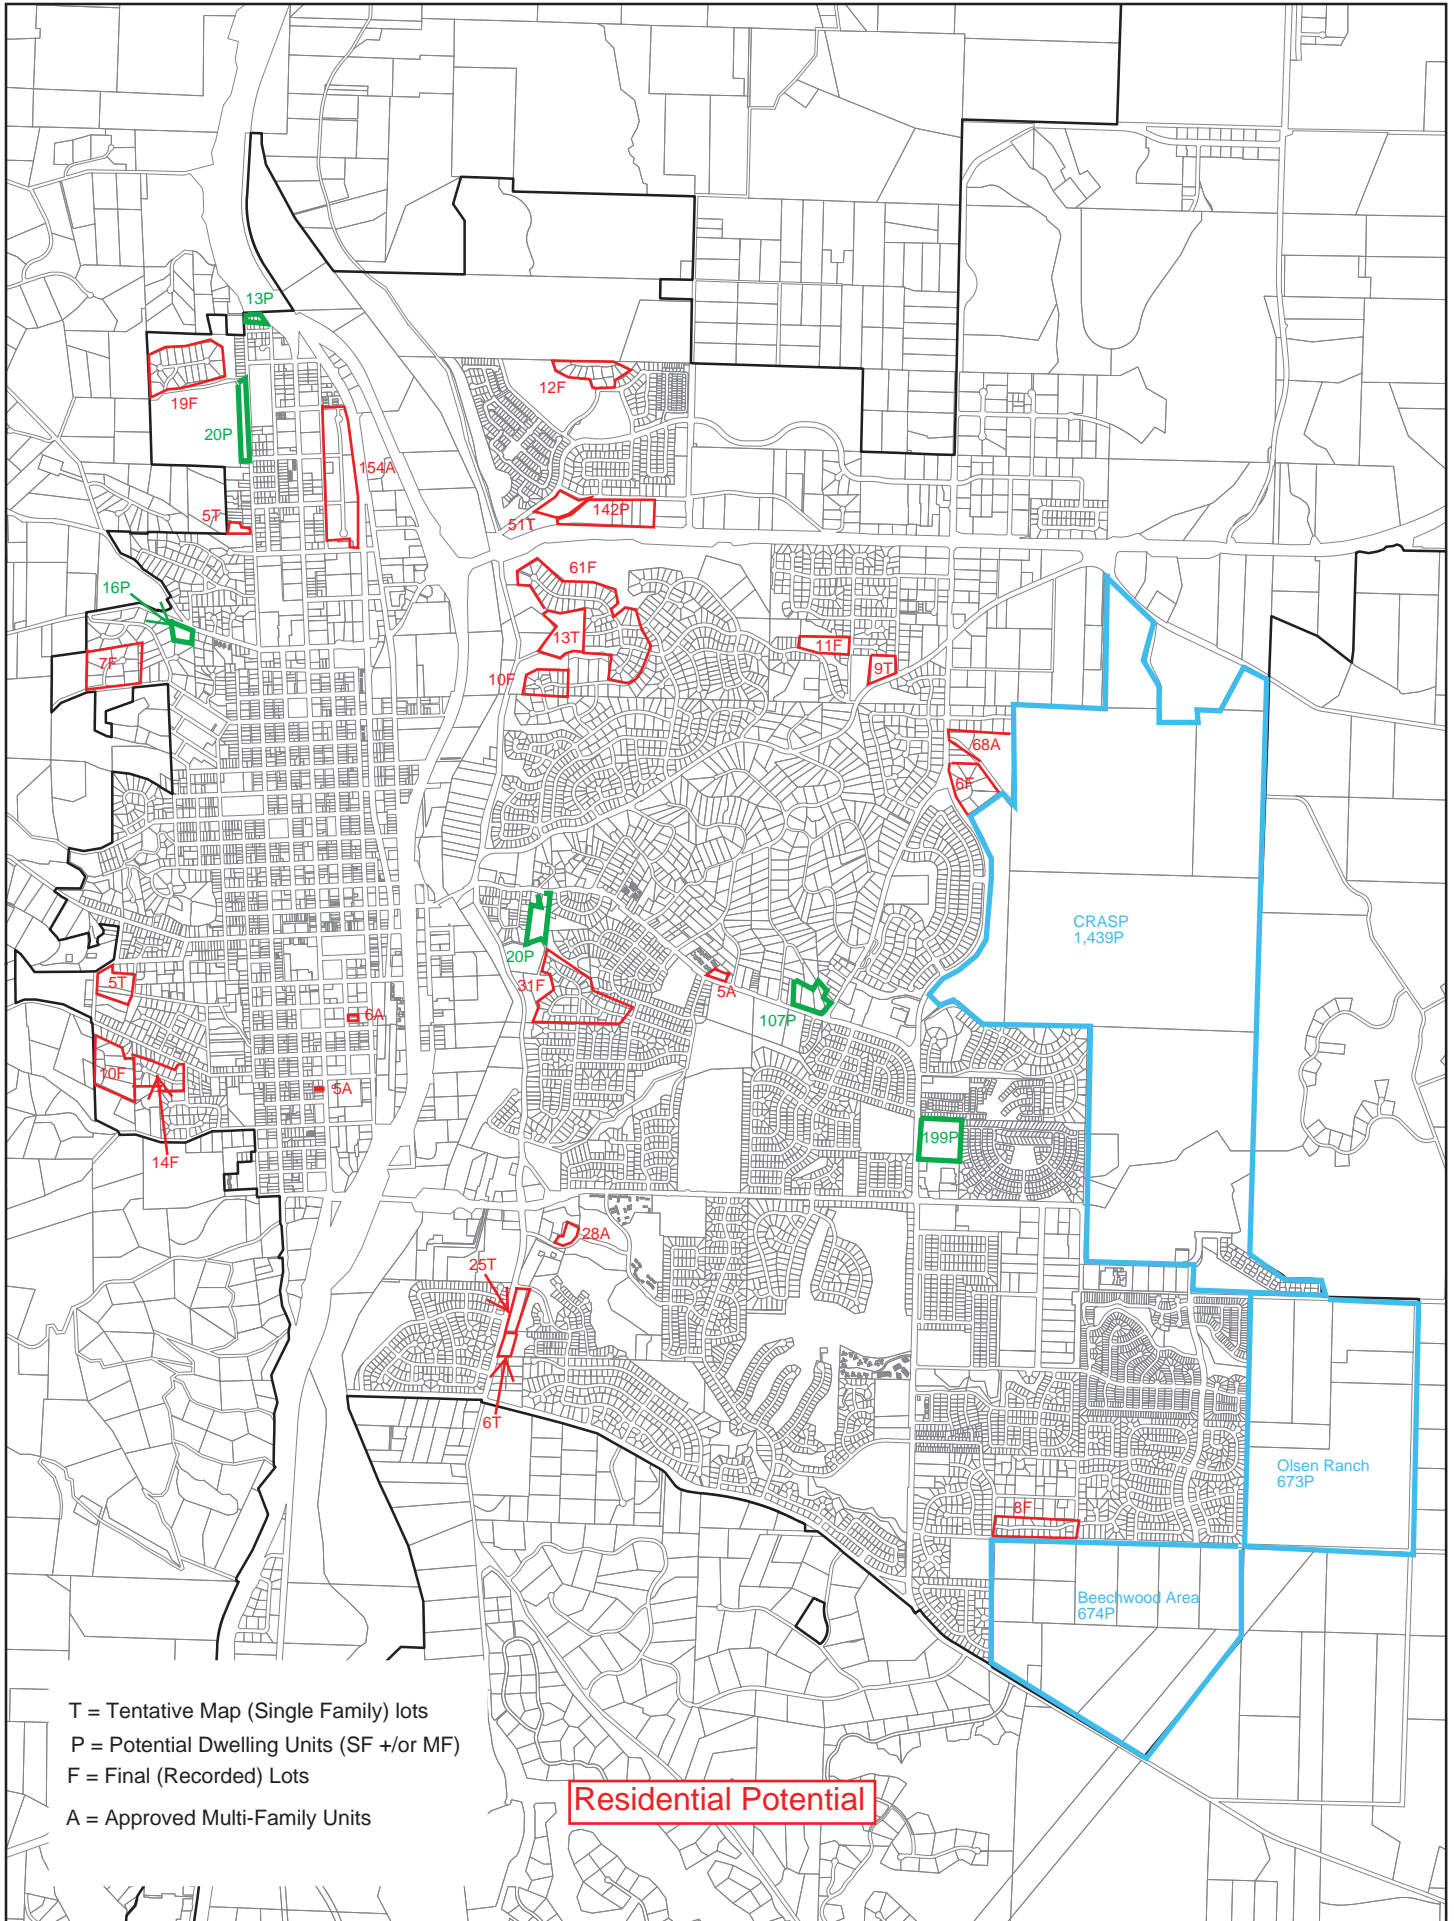 13P
12F
19F
20P
154A
142P
51T
5T
61F
16P
13T
11F
7F
9T
10F
68A
6F
CRASP
1,439P
20P
5T
31F
5A
6A
107P
10F
5A
199P
14F
28A
25T
6T
Olsen Ranch
673P
8F
Beechwood Area
674P
T = Tentative Map (Single Family) lots
P = Potential Dwelling Units (SF +/or MF)
F = Final (Recorded) Lots
A = Approved Multi-Family Units
Residential Potential